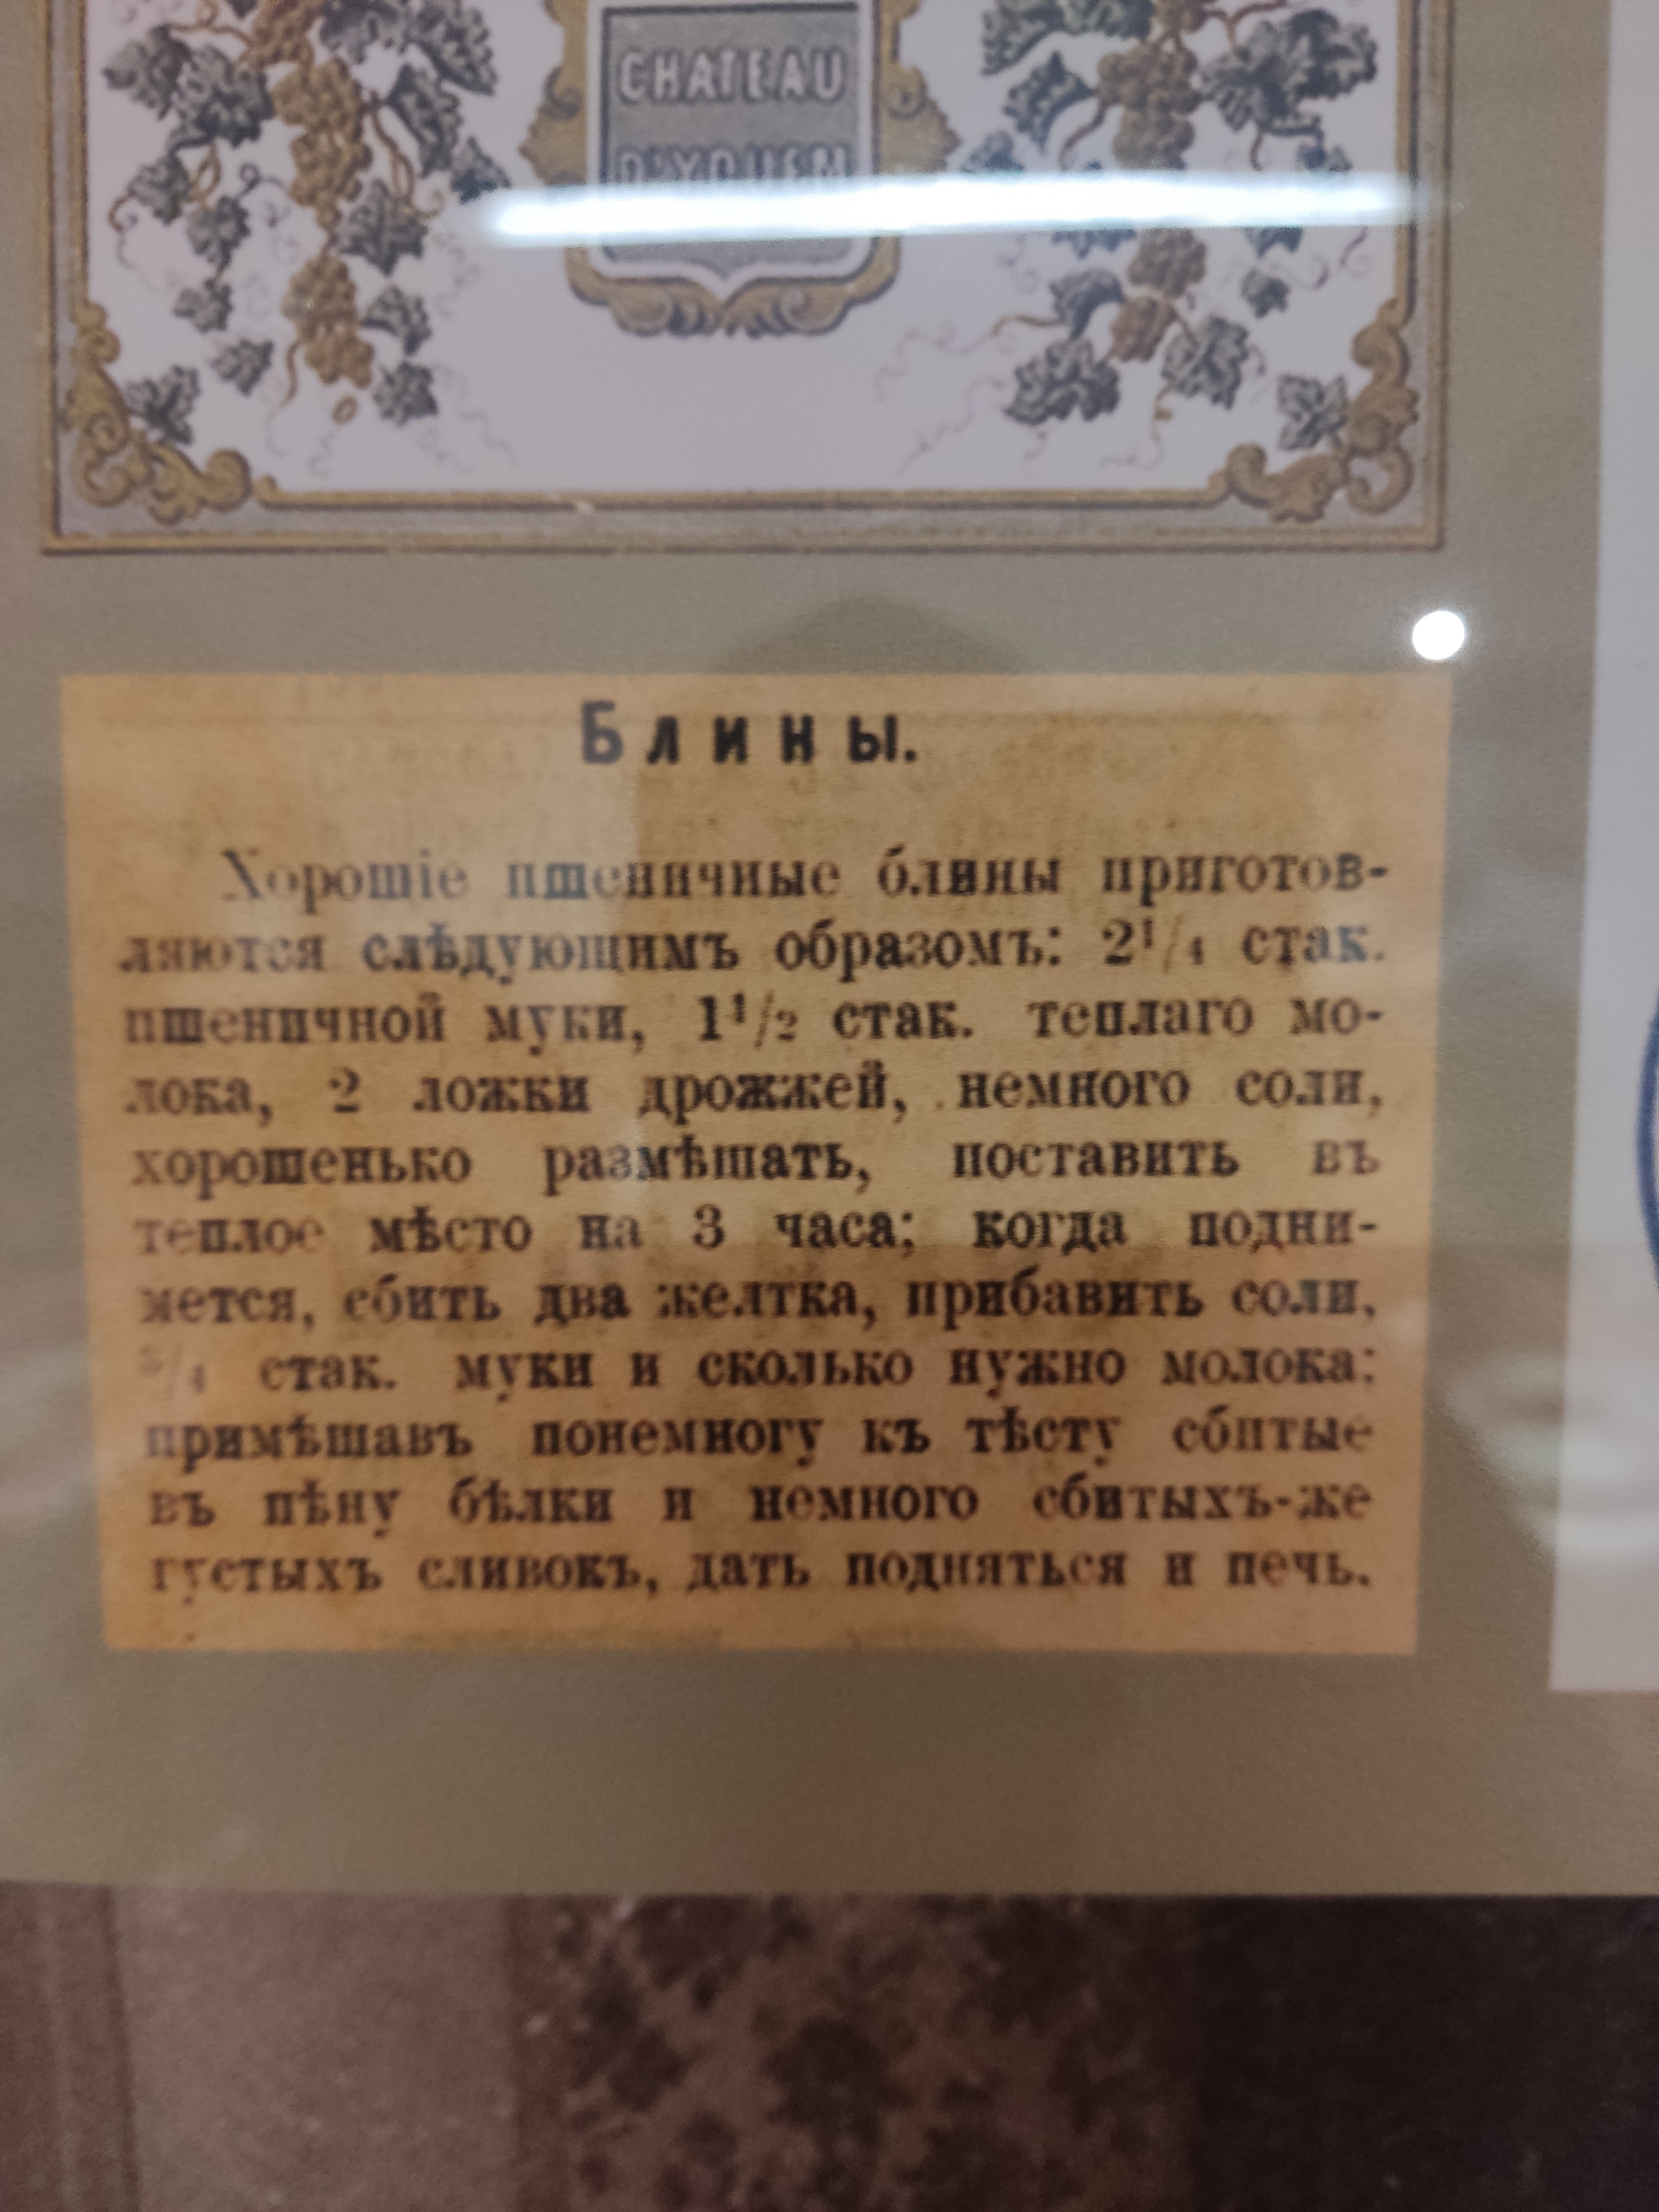 CHATEAU
D'YQUEM
Блины.
Хорошіе пшеничные блины приготов-
ляются слѣдующимъ образомъ: 2¹/₄ стак.
пшеничной муки, 1¹/₂ стак. теплаго мо-
лока, 2 ложки дрожжей, немного соли,
хорошенько размѣшать, поставить въ
теплое мѣсто на 3 часа; когда подни-
мется, сбить два желтка, прибавить соли,
³/₄ стак. муки и сколько нужно молока;
примѣшавъ понемногу къ тѣсту сбитые
въ пѣну бѣлки и немного сбитыхъ-же
густыхъ сливокъ, дать подняться и печь.